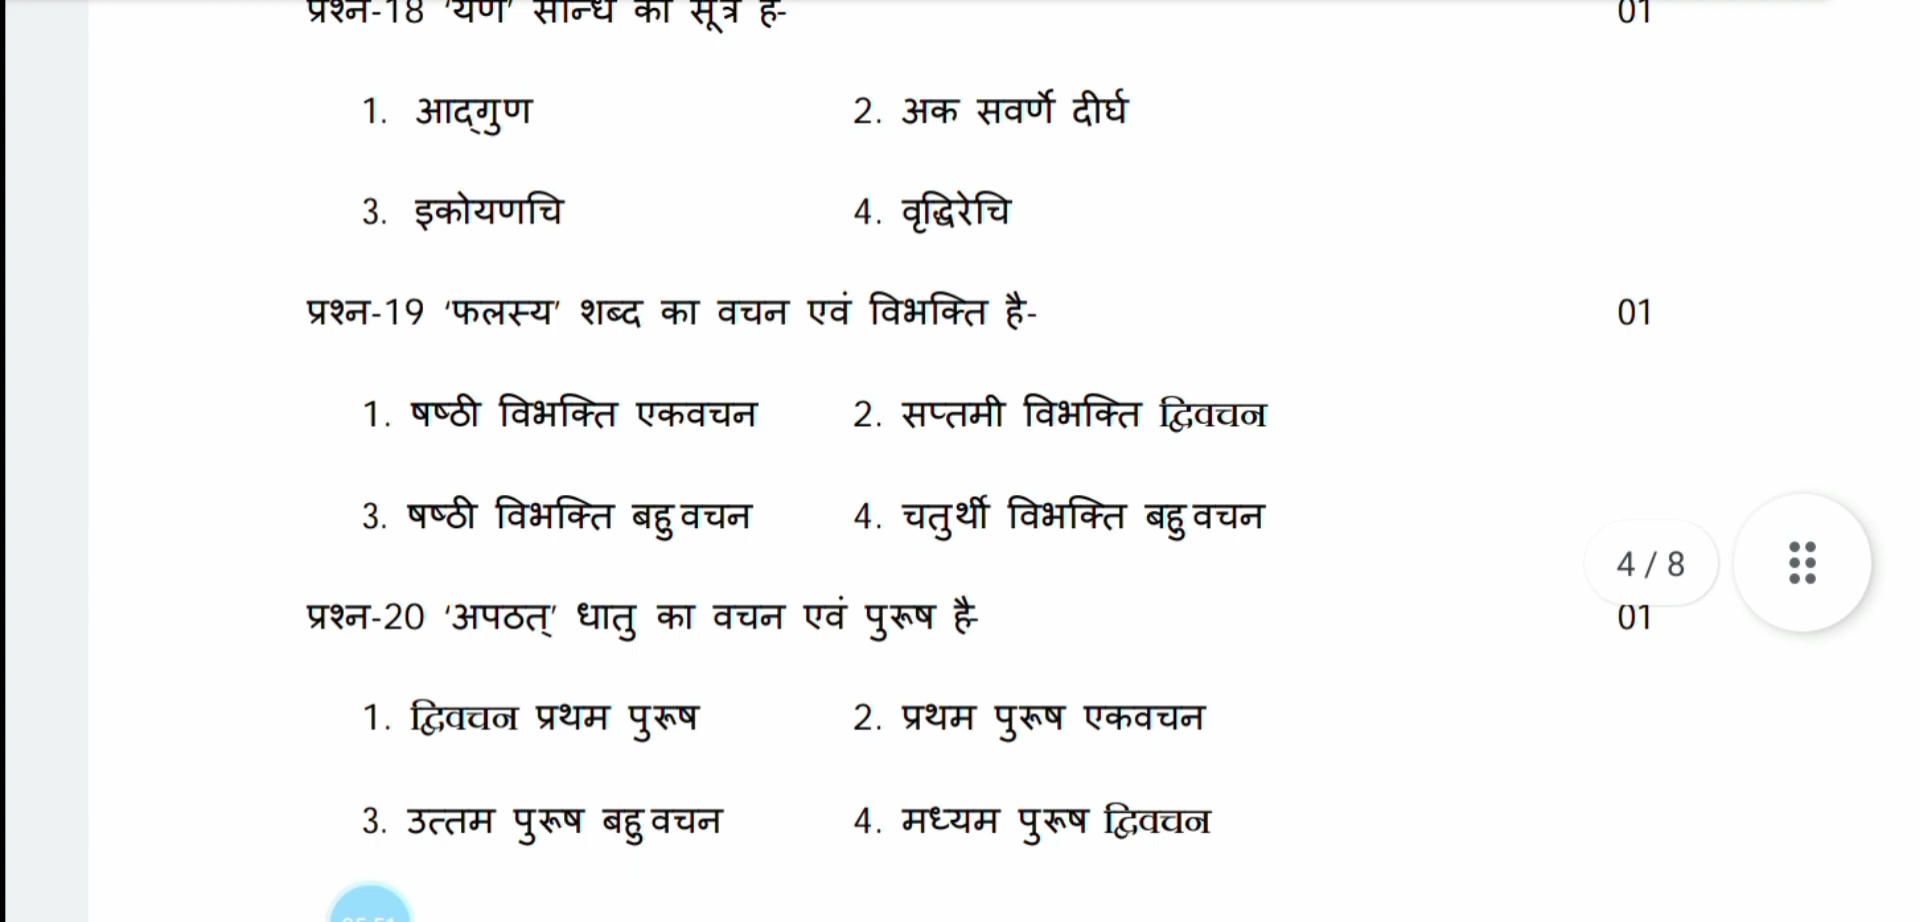 प्रश्न-18 'यण' सन्धि का सूत्र है- 01
1. आद्गुण 2. अक सवर्णे दीर्घ
3. इकोयणचि 4. वृद्धिरेचि
प्रश्न-19 'फलस्य' शब्द का वचन एवं विभक्ति है- 01
1. षष्ठी विभक्ति एकवचन 2. सप्तमी विभक्ति द्विवचन
3. षष्ठी विभक्ति बहुवचन 4. चतुर्थी विभक्ति बहुवचन
4 / 8
प्रश्न-20 'अपठत्' धातु का वचन एवं पुरूष है- 01
1. द्विवचन प्रथम पुरूष 2. प्रथम पुरूष एकवचन
3. उत्तम पुरूष बहुवचन 4. मध्यम पुरूष द्विवचन